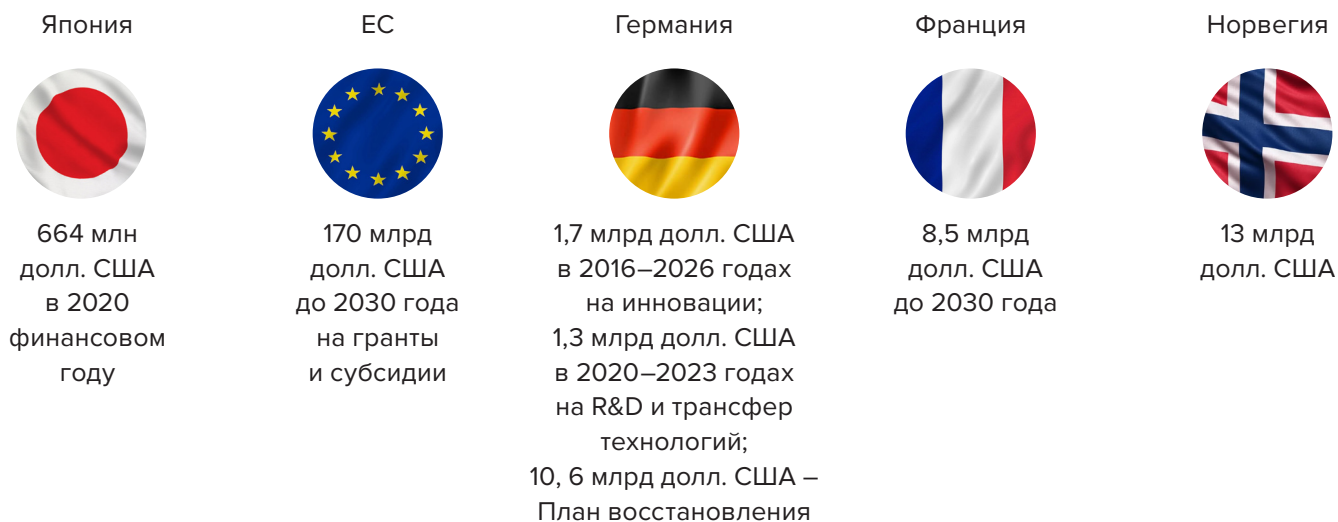 Япония
664 млн
долл. США
в 2020
финансовом
году
ЕС
170 млрд
долл. США
до 2030 года
на гранты
и субсидии
Германия
1,7 млрд долл. США
в 2016–2026 годах
на инновации;
1,3 млрд долл. США
в 2020–2023 годах
на R&D и трансфер
технологий;
10, 6 млрд долл. США –
План восстановления
Франция
8,5 млрд
долл. США
до 2030 года
Норвегия
13 млрд
долл. США